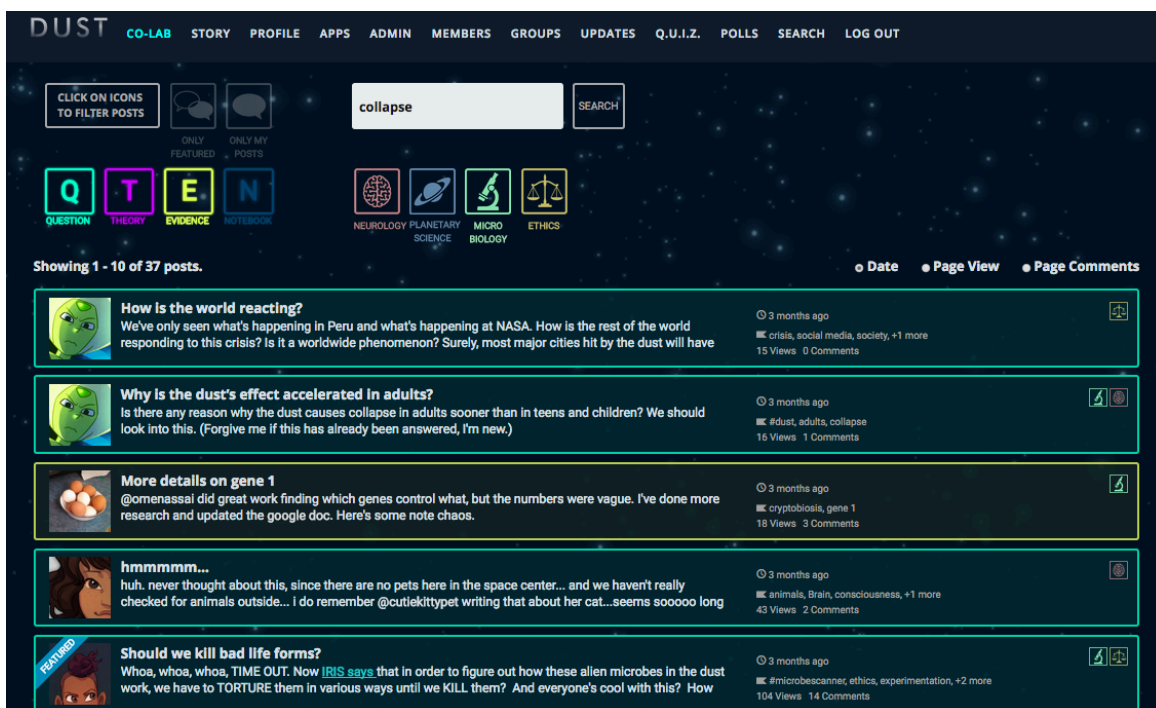 DUST CO-LAB STORY PROFILE APPS ADMIN MEMBERS GROUPS UPDATES Q.U.I.Z. POLLS SEARCH LOG OUT
CLICK ON ICONS
TO FILTER POSTS
ONLY
FEATURED
ONLY MY
POSTS
collapse
SEARCH
Q
QUESTION
T
THEORY
E
EVIDENCE
N
NOTEBOOK
NEUROLOGY
PLANETARY
SCIENCE
MICRO
BIOLOGY
ETHICS
Showing 1 - 10 of 37 posts.
Date Page View Page Comments
How is the world reacting?
We've only seen what's happening in Peru and what's happening at NASA. How is the rest of the world
responding to this crisis? Is it a worldwide phenomenon? Surely, most major cities hit by the dust will have
3 months ago
crisis, social media, society, +1 more
15 Views 0 Comments
Why is the dust's effect accelerated in adults?
Is there any reason why the dust causes collapse in adults sooner than in teens and children? We should
look into this. (Forgive me if this has already been answered, I'm new.)
3 months ago
#dust, adults, collapse
16 Views 1 Comments
More details on gene 1
@omenassai did great work finding which genes control what, but the numbers were vague. I've done more
research and updated the google doc. Here's some note chaos.
3 months ago
cryptobiosis, gene 1
18 Views 3 Comments
hmmmmm...
huh. never thought about this, since there are no pets here in the space center... and we haven't really
checked for animals outside... i do remember @cutiekittypet writing that about her cat...seems sooooo long
3 months ago
animals, Brain, consciousness, +1 more
43 Views 2 Comments
FEATURED
Should we kill bad life forms?
Whoa, whoa, whoa, TIME OUT. Now IRIS says that in order to figure out how these alien microbes in the dust
work, we have to TORTURE them in various ways until we KILL them? And everyone's cool with this? How
3 months ago
#microbescanner, ethics, experimentation, +2 more
104 Views 14 Comments